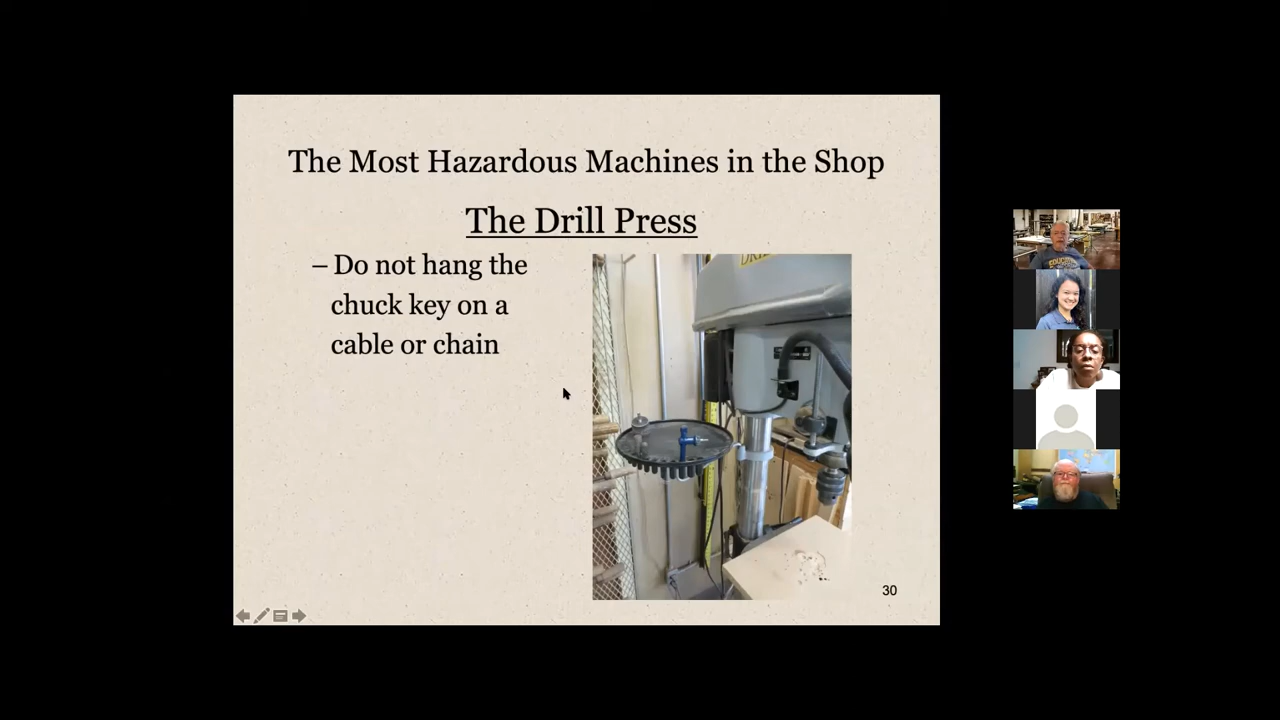 The Most Hazardous Machines in the Shop
The Drill Press
– Do not hang the
chuck key on a
cable or chain
30